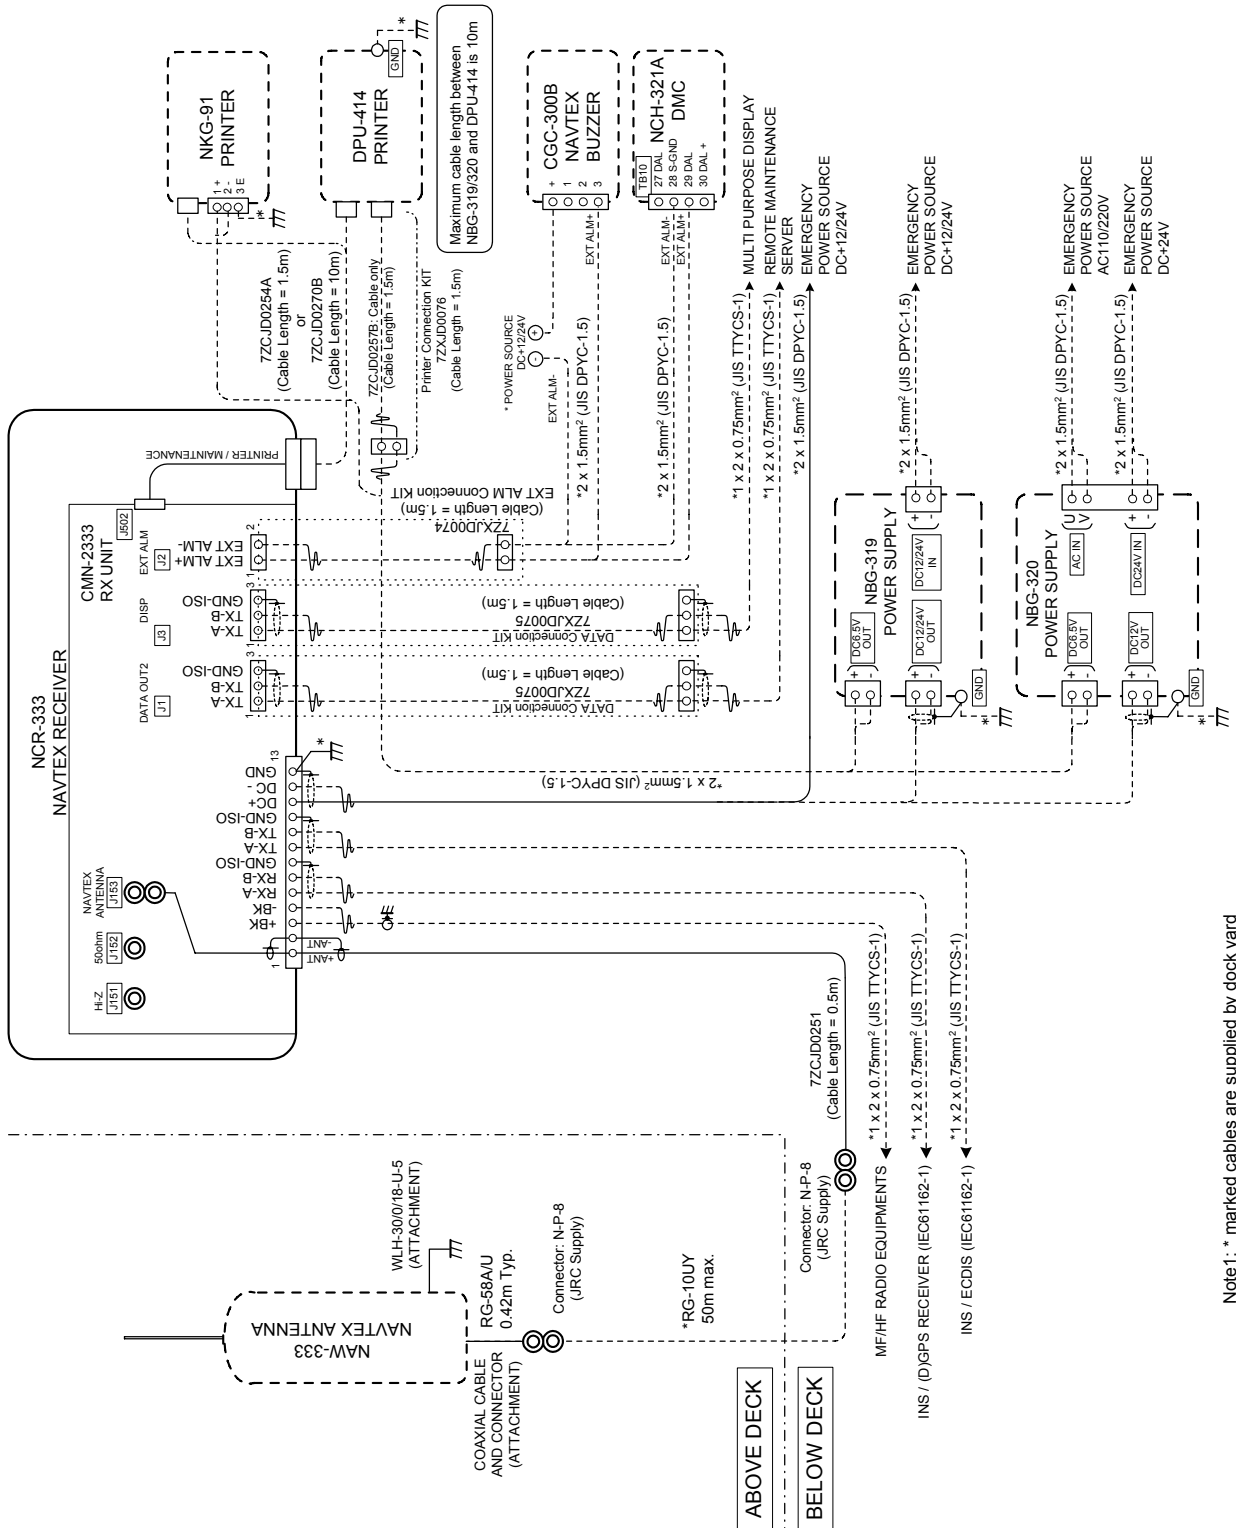 NCR-333
NAVTEX RECEIVER
CMN-2333
RX UNIT
PRINTER / MAINTENANCE
J502
EXT ALM
J2
DISP
J3
DATA OUT2
J1
NAVTEX
ANTENNA
J153
50ohm
J152
Hi-Z
J151
2
EXT ALM-
EXT ALM+
1
3
GND-ISO
TX-B
TX-A
1
3
GND-ISO
TX-B
TX-A
1
13
GND
DC -
DC+
GND-ISO
TX-B
TX-A
GND-ISO
RX-B
RX-A
-BK
+BK
1
-ANT
+ANT
*
EXT ALM Connection KIT
(Cable Length = 1.5m)
7ZXJD0074
DATA Connection KIT
7ZXJD0075
(Cable Length = 1.5m)
DATA Connection KIT
7ZXJD0075
(Cable Length = 1.5m)
NKG-91
PRINTER
1 +
2 -
3 E
*
7ZCJD0254A
(Cable Length = 1.5m)
or
7ZCJD0270B
(Cable Length = 10m)
DPU-414
PRINTER
GND
*
7ZCJD0257B: Cable only
(Cable Length = 1.5m)
Printer Connection KIT
7ZXJD0076
(Cable Length = 1.5m)
Maximum cable length between
NBG-319/320 and DPU-414 is 10m
CGC-300B
NAVTEX
BUZZER
+
1
2
3
* POWER SOURCE
DC+12/24V
+
-
EXT ALM-
EXT ALM+
*2 x 1.5mm² (JIS DPYC-1.5)
NCH-321A
DMC
TB10
27 DAL
28 S-GND
29 DAL
30 DAL +
EXT ALM-
EXT ALM+
*2 x 1.5mm² (JIS DPYC-1.5)
*1 x 2 x 0.75mm² (JIS TTYCS-1)
MULTI PURPOSE DISPLAY
*1 x 2 x 0.75mm² (JIS TTYCS-1)
REMOTE MAINTENANCE
SERVER
*2 x 1.5mm² (JIS DPYC-1.5)
EMERGENCY
POWER SOURCE
DC+12/24V
*2 x 1.5mm² (JIS DPYC-1.5)
NBG-319
POWER SUPPLY
DC6.5V
OUT
+
-
DC12/24V
OUT
+
-
DC12/24V
IN
+
-
GND
*
*2 x 1.5mm² (JIS DPYC-1.5)
EMERGENCY
POWER SOURCE
DC+12/24V
NBG-320
POWER SUPPLY
DC6.5V
OUT
+
-
DC12V
OUT
+
-
AC IN
U
V
DC24V IN
+
-
GND
*
*2 x 1.5mm² (JIS DPYC-1.5)
EMERGENCY
POWER SOURCE
AC110/220V
*2 x 1.5mm² (JIS DPYC-1.5)
EMERGENCY
POWER SOURCE
DC+24V
NAW-333
NAVTEX ANTENNA
WLH-30/0/18-U-5
(ATTACHMENT)
RG-58A/U
0.42m Typ.
COAXIAL CABLE
AND CONNECTOR
(ATTACHMENT)
Connector: N-P-8
(JRC Supply)
*RG-10UY
50m max.
Connector: N-P-8
(JRC Supply)
7ZCJD0251
(Cable Length = 0.5m)
MF/HF RADIO EQUIPMENTS
*1 x 2 x 0.75mm² (JIS TTYCS-1)
INS / (D)GPS RECEIVER (IEC61162-1)
*1 x 2 x 0.75mm² (JIS TTYCS-1)
INS / ECDIS (IEC61162-1)
*1 x 2 x 0.75mm² (JIS TTYCS-1)
ABOVE DECK
BELOW DECK
Note1: * marked cables are supplied by dock yard